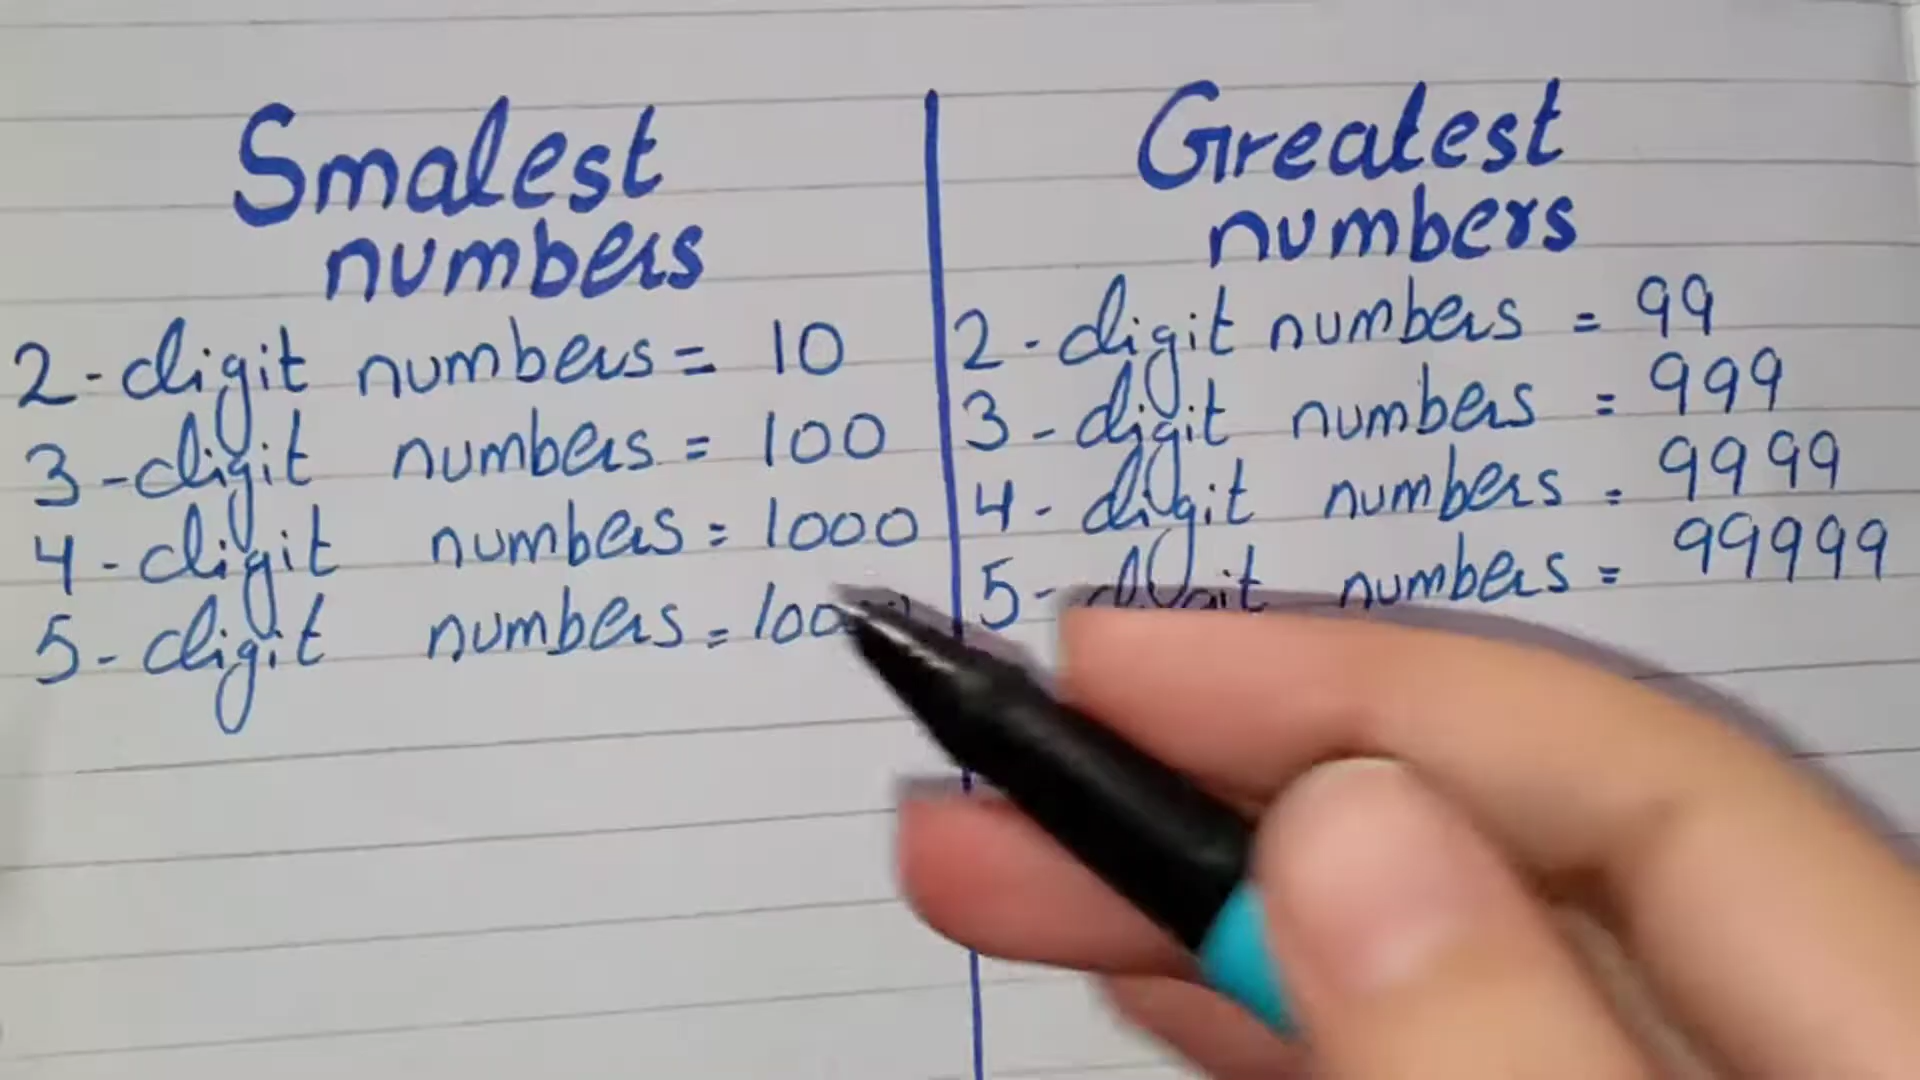 Smalest
numbers
2-digit numbers = 10
3-digit numbers = 100
4-digit numbers = 1000
5-digit numbers =
Greatest
numbers
2-digit numbers = 99
3-digit numbers = 999
4-digit numbers = 9999
5-digit numbers = 99999